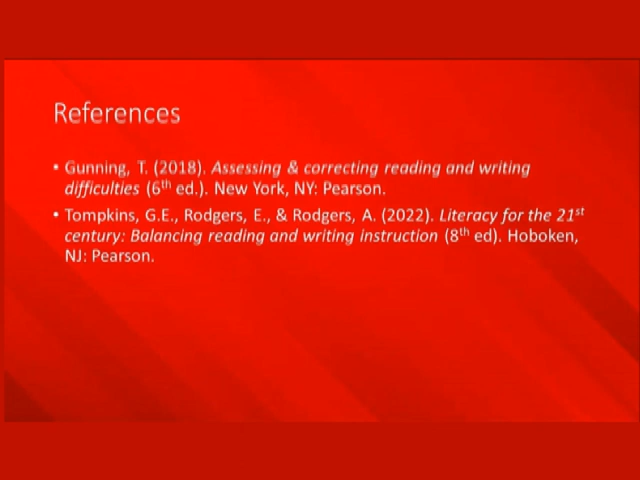 References
• Gunning, T. (2018). Assessing & correcting reading and writing
difficulties (6th ed.). New York, NY: Pearson.
• Tompkins, G.E., Rodgers, E., & Rodgers, A. (2022). Literacy for the 21st
century: Balancing reading and writing instruction (8th ed). Hoboken,
NJ: Pearson.